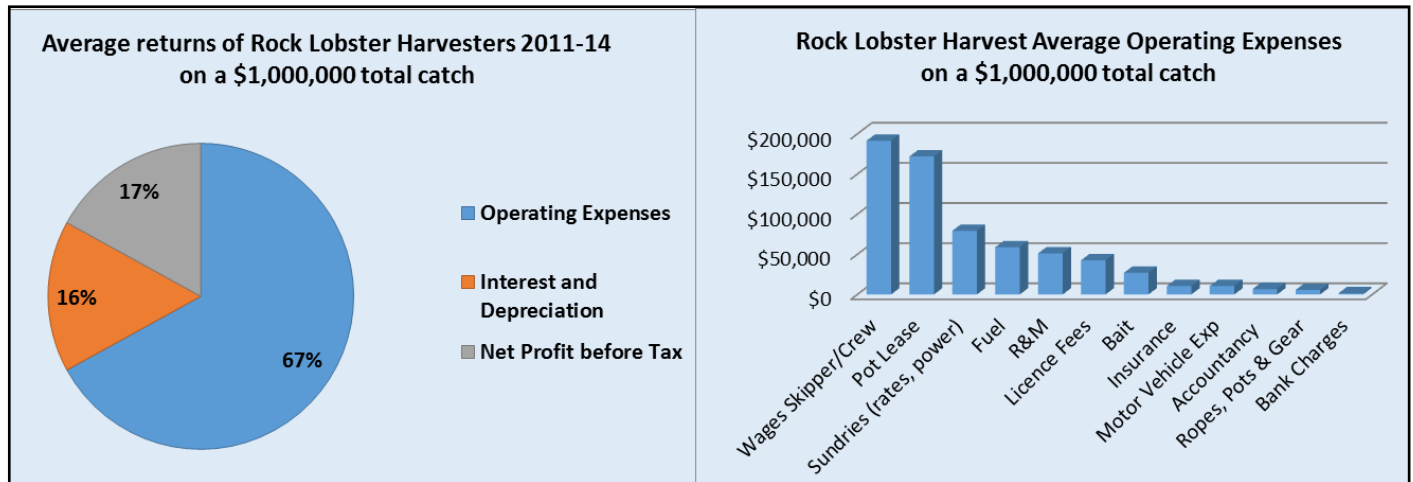 Average returns of Rock Lobster Harvesters 2011-14
on a $1,000,000 total catch
17%
16%
67%
Operating Expenses
Interest and
Depreciation
Net Profit before Tax
Rock Lobster Harvest Average Operating Expenses
on a $1,000,000 total catch
$200,000
$150,000
$100,000
$50,000
$0
Wages Skipper/Crew
Pot Lease
Sundries (rates, power)
Fuel
R&M
Licence Fees
Bait
Insurance
Motor Vehicle Exp
Accountancy
Ropes, Pots & Gear
Bank Charges